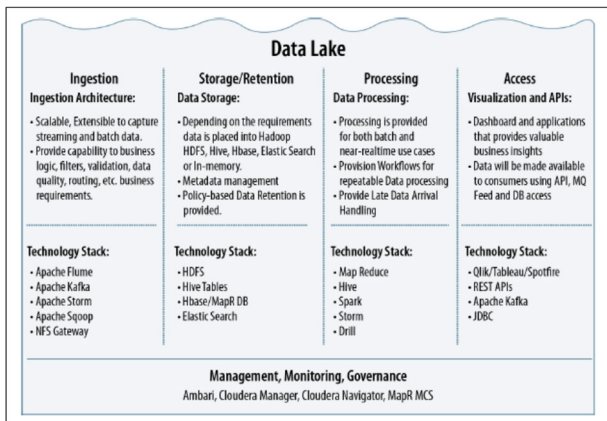 Data Lake
Ingestion
Ingestion Architecture:
• Scalable, Extensible to capture
streaming and batch data.
• Provide capability to business
logic, filters, validation, data
quality, routing, etc. business
requirements.
Technology Stack:
• Apache Flume
• Apache Kafka
• Apache Storm
• Apache Sqoop
• NFS Gateway
Storage/Retention
Data Storage:
• Depending on the requirements
data is placed into Hadoop
HDFS, Hive, Hbase, Elastic Search
or In-memory.
• Metadata management
• Policy-based Data Retention is
provided.
Technology Stack:
• HDFS
• Hive Tables
• Hbase/MapR DB
• Elastic Search
Processing
Data Processing:
• Processing is provided
for both batch and
near-realtime use cases
• Provision Workflows for
repeatable Data processing
• Provide Late Data Arrival
Handling
Technology Stack:
• Map Reduce
• Hive
• Spark
• Storm
• Drill
Access
Visualization and APIs:
• Dashboard and applications
that provides valuable
business insights
• Data will be made available
to consumers using API, MQ
Feed and DB access
Technology Stack:
• Qlik/Tableau/Spotfire
• REST APIs
• Apache Kafka
• JDBC
Management, Monitoring, Governance
Ambari, Cloudera Manager, Cloudera Navigator, MapR MCS